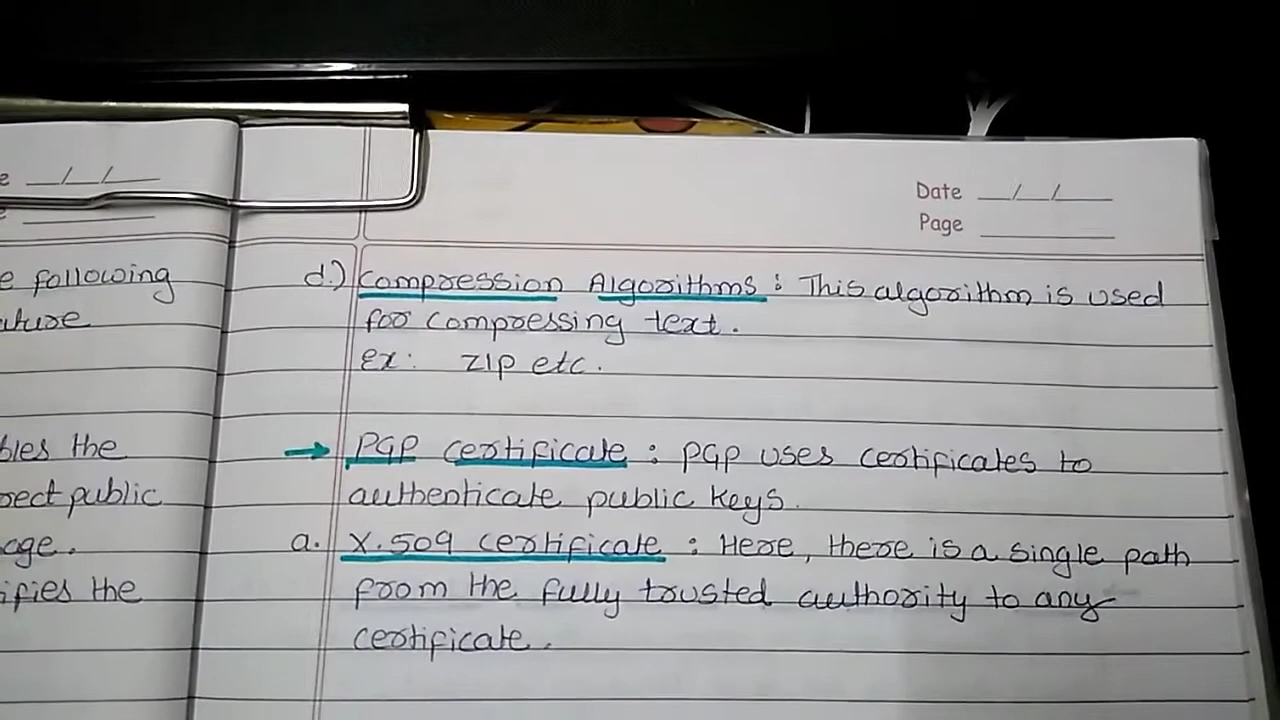 Date __/__/__
Page ______
e following
ature
bles the
rect public
age.
ifies the
d.) Compression Algorithms : This algorithm is used
for compressing text.
ex: ZIP etc.
→ PGP certificate : PGP uses certificates to
authenticate public keys.
a. X.509 certificate : Here, there is a single path
from the fully trusted authority to any
certificate.